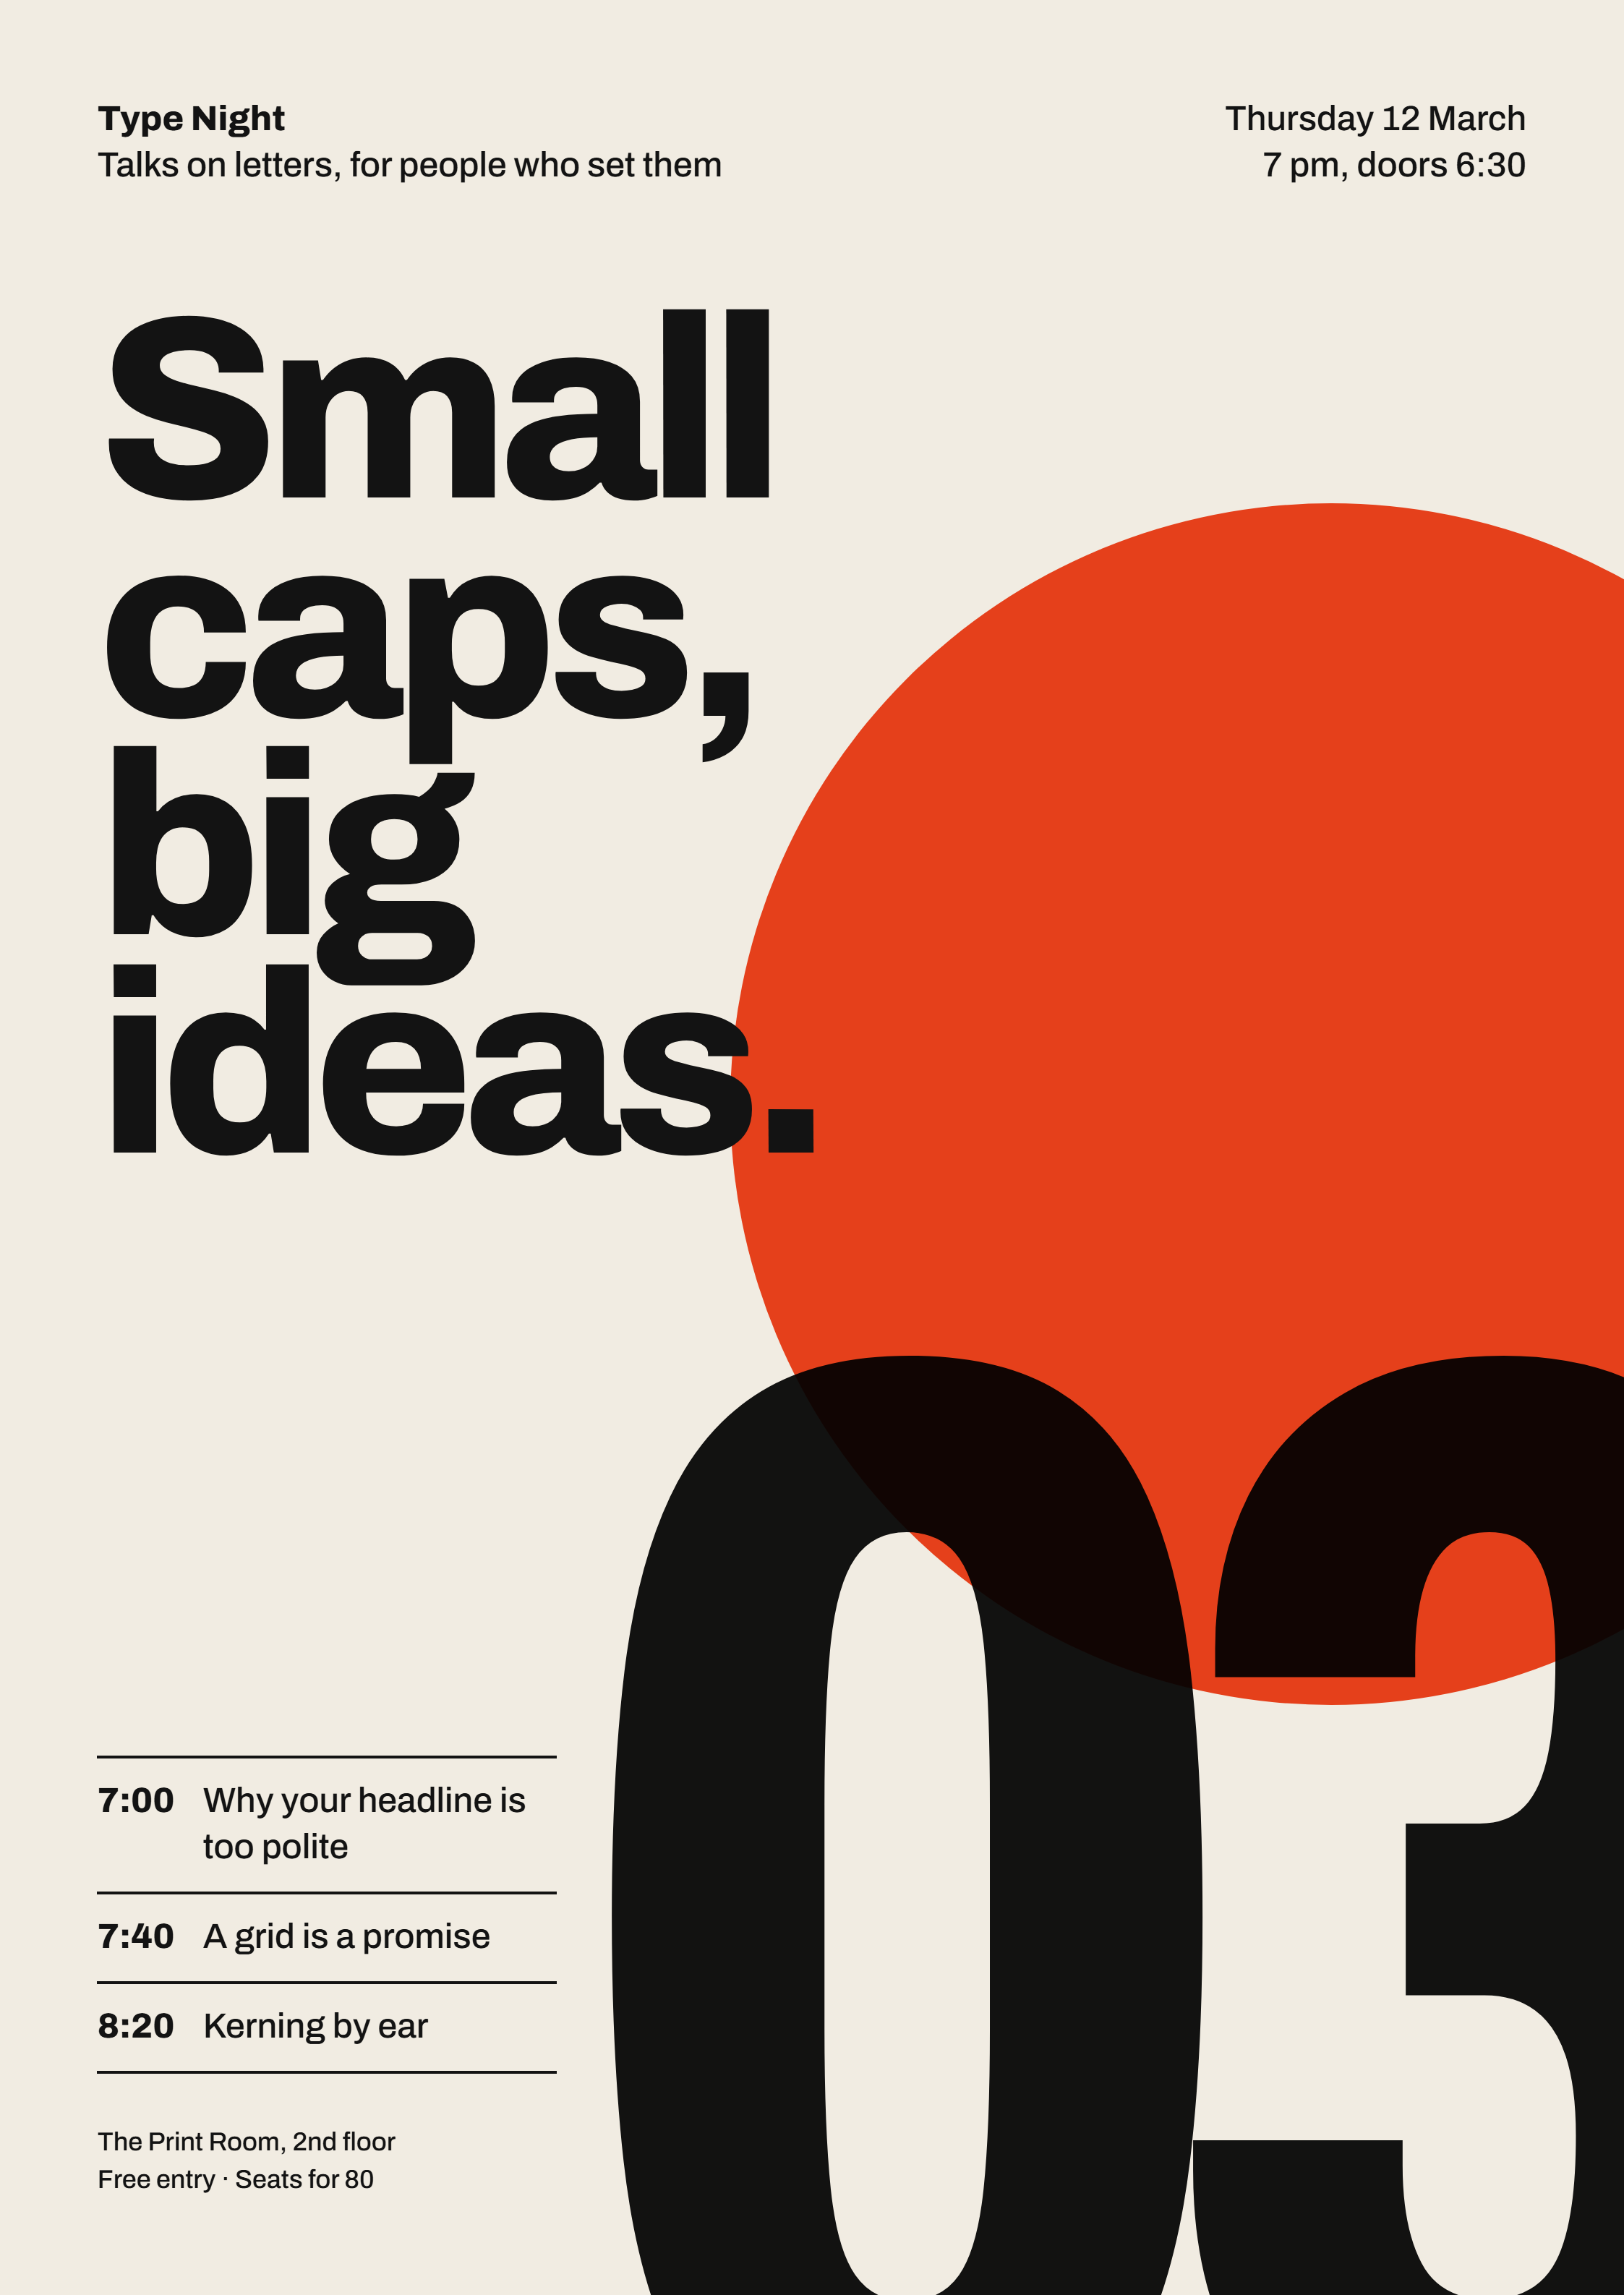 Type Night
Talks on letters, for people who set them
Thursday 12 March
7 pm, doors 6:30
Small
caps,
big
ideas.
03
7:00 Why your headline is
too polite
7:40 A grid is a promise
8:20 Kerning by ear
The Print Room, 2nd floor
Free entry · Seats for 80